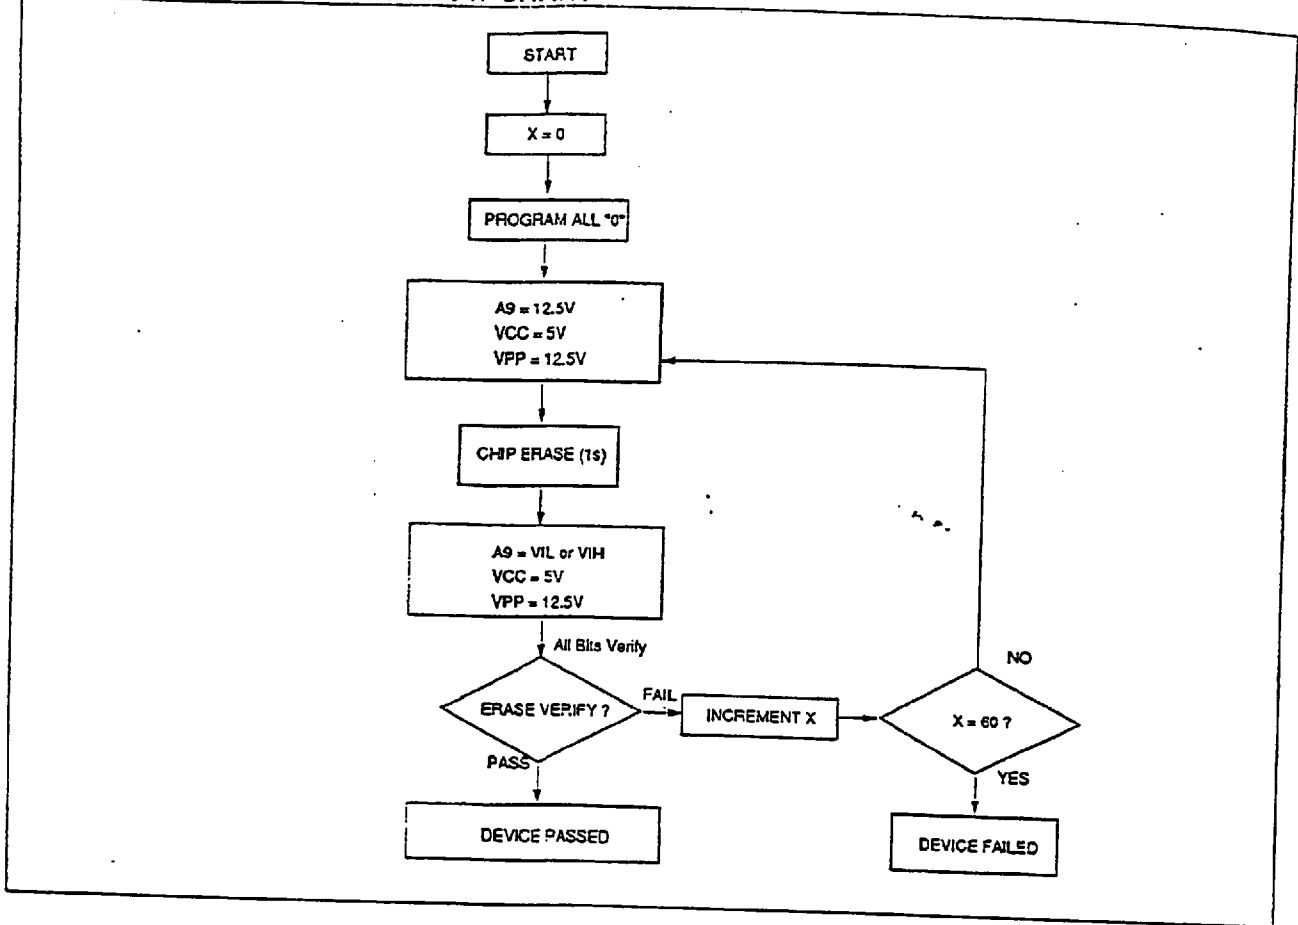 START
X = 0
PROGRAM ALL "0"
A9 = 12.5V
VCC = 5V
VPP = 12.5V
CHIP ERASE (1s)
A9 = VIL or VIH
VCC = 5V
VPP = 12.5V
All Bits Verify
ERASE VERIFY ?
FAIL
INCREMENT X
X = 60 ?
NO
PASS
YES
DEVICE PASSED
DEVICE FAILED